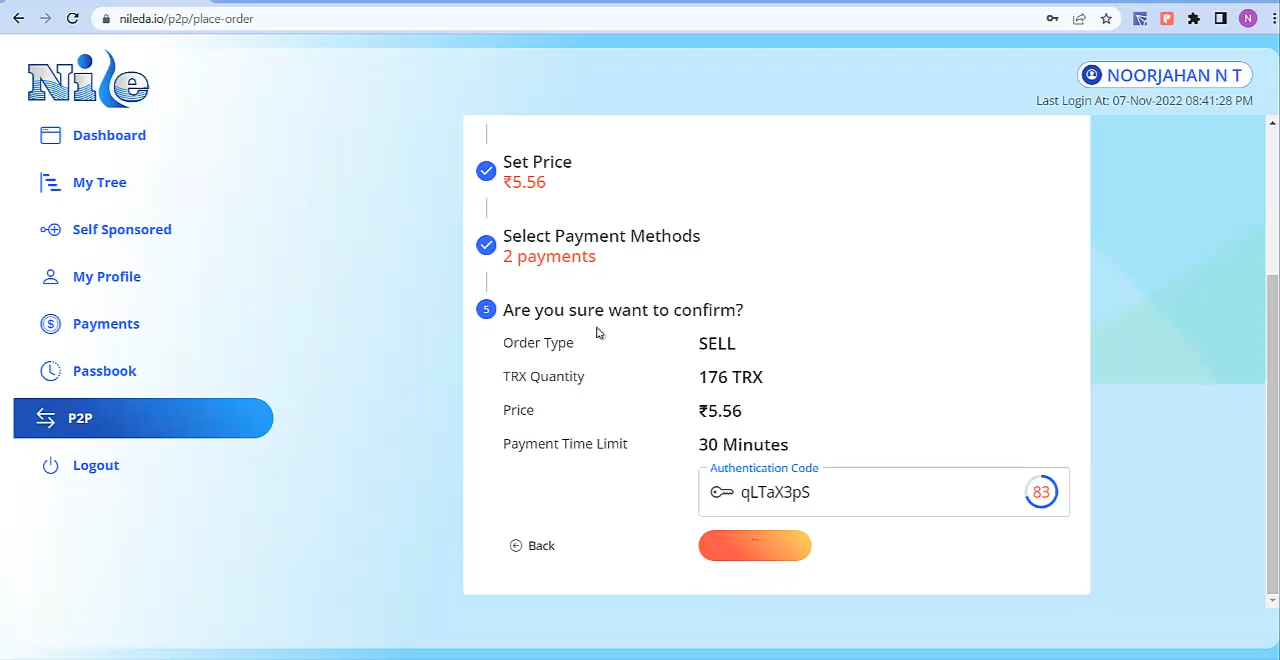 nileda.io/p2p/place-order
N
Nile
NOORJAHAN N T
Last Login At: 07-Nov-2022 08:41:28 PM
Dashboard
My Tree
Self Sponsored
My Profile
Payments
Passbook
P2P
Logout
Set Price
₹5.56
Select Payment Methods
2 payments
5 Are you sure want to confirm?
Order Type SELL
TRX Quantity 176 TRX
Price ₹5.56
Payment Time Limit 30 Minutes
Authentication Code
qLTaX3pS 83
Back